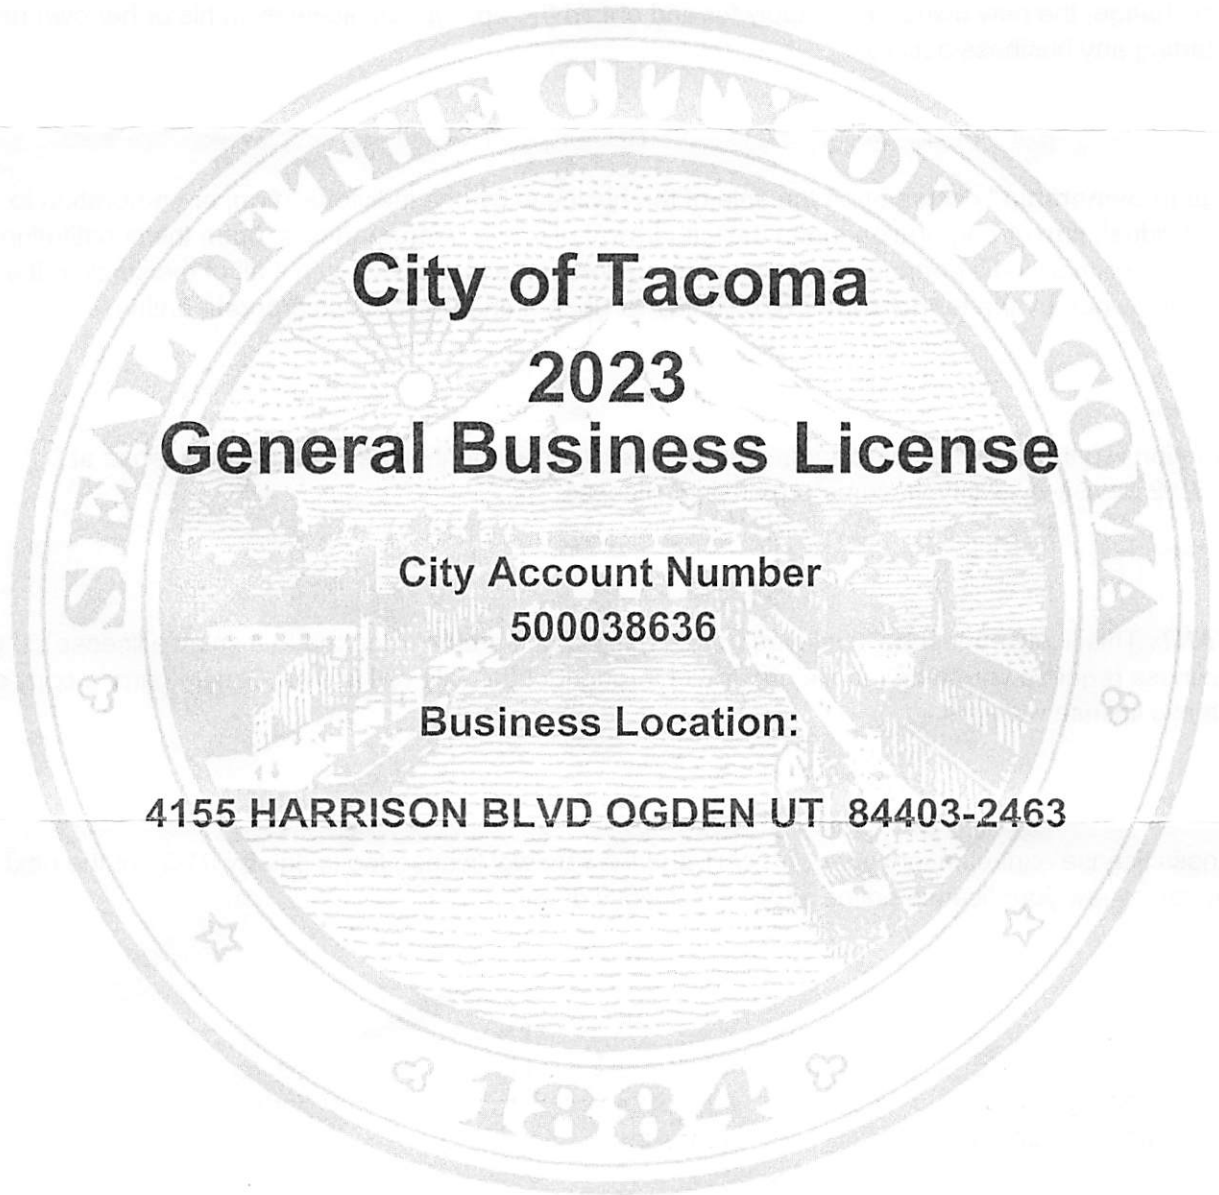 SEAL OF THE CITY OF TACOMA
City of Tacoma
2023
General Business License
City Account Number
500038636
Business Location:
4155 HARRISON BLVD OGDEN UT 84403-2463
1884